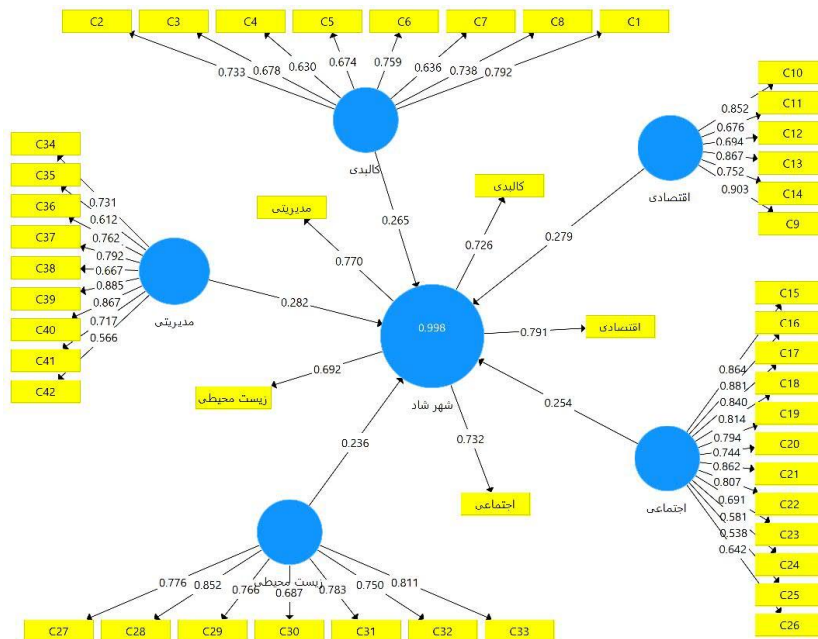 C2
C3
C4
C5
C6
C7
C8
C1
0.733
0.678
0.630
0.674
0.759
0.636
0.738
0.792
کالبدی
C10
C11
C12
C13
C14
C9
0.852
0.676
0.694
0.867
0.752
0.903
اقتصادی
C34
C35
C36
C37
C38
C39
C40
C41
C42
0.731
0.612
0.762
0.792
0.667
0.885
0.867
0.717
0.566
مدیریتی
0.265
0.279
0.282
0.254
0.236
مدیریتی
0.770
کالبدی
0.726
0.998
شهر شاد
0.791
اقتصادی
0.692
زیست محیطی
0.732
اجتماعی
C15
C16
C17
C18
C19
C20
C21
C22
C23
C24
C25
C26
0.864
0.881
0.840
0.814
0.794
0.744
0.862
0.807
0.691
0.581
0.538
0.642
اجتماعی
زیست محیطی
0.776
0.852
0.766
0.687
0.783
0.750
0.811
C27
C28
C29
C30
C31
C32
C33